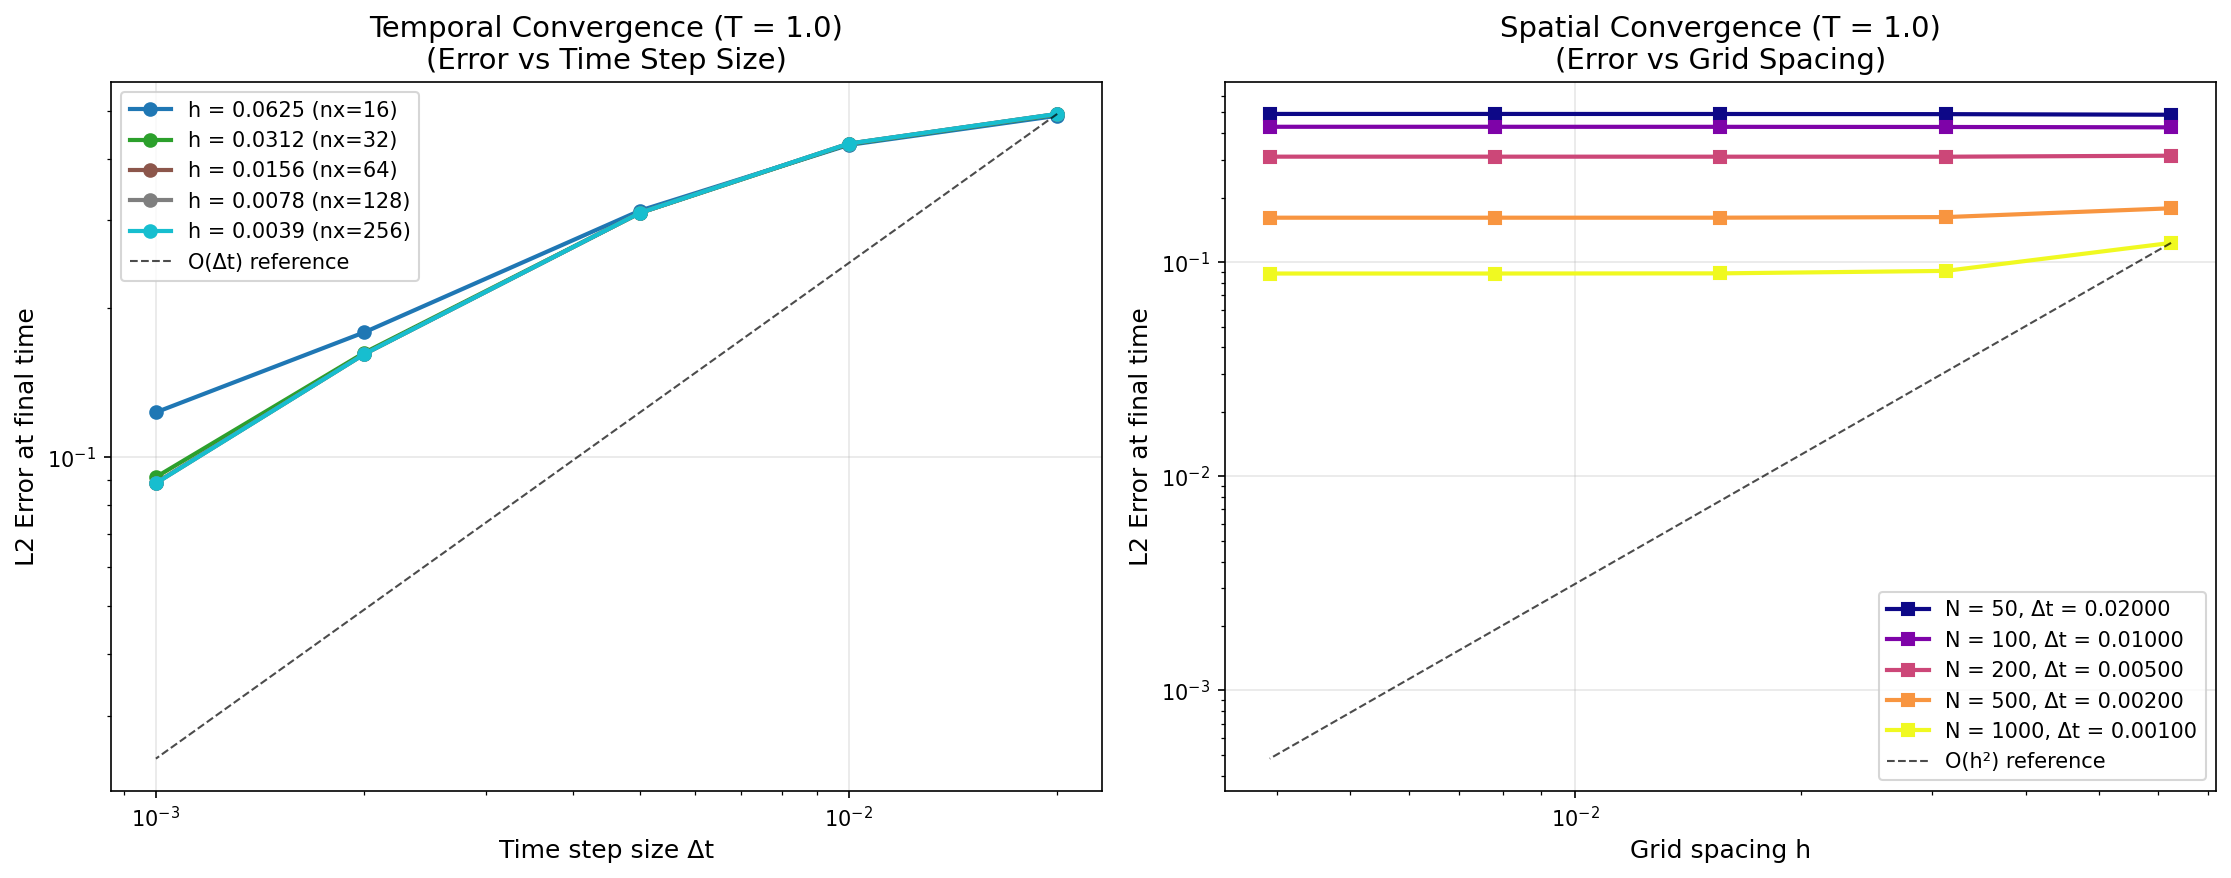 Temporal Convergence (T = 1.0)
(Error vs Time Step Size)
L2 Error at final time
10⁻¹
h = 0.0625 (nx=16)
h = 0.0312 (nx=32)
h = 0.0156 (nx=64)
h = 0.0078 (nx=128)
h = 0.0039 (nx=256)
O(Δt) reference
10⁻³
10⁻²
Time step size Δt
Spatial Convergence (T = 1.0)
(Error vs Grid Spacing)
L2 Error at final time
10⁻¹
10⁻²
10⁻³
N = 50, Δt = 0.02000
N = 100, Δt = 0.01000
N = 200, Δt = 0.00500
N = 500, Δt = 0.00200
N = 1000, Δt = 0.00100
O(h²) reference
10⁻²
Grid spacing h